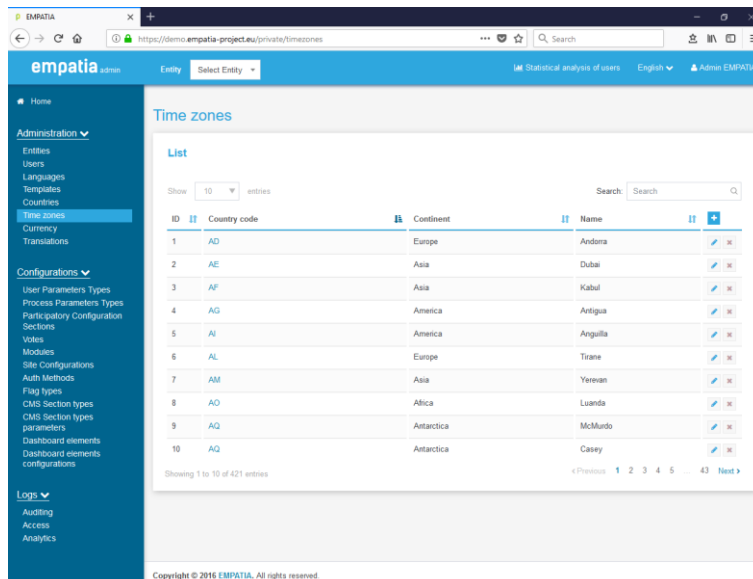 EMPATIA
https://demo.empatia-project.eu/private/timezones
Search
empatia admin
Entity
Select Entity
Statistical analysis of users
English
Admin EMPATIA
Home
Administration
Entities
Users
Languages
Templates
Countries
Time zones
Currency
Translations
Configurations
User Parameters Types
Process Parameters Types
Participatory Configuration
Sections
Votes
Modules
Site Configurations
Auth Methods
Flag types
CMS Section types
CMS Section types
parameters
Dashboard elements
Dashboard elements
configurations
Logs
Auditing
Access
Analytics
Time zones
List
Show 10 entries
Search: Search
ID Country code Continent Name
1 AD Europe Andorra
2 AE Asia Dubai
3 AF Asia Kabul
4 AG America Antigua
5 AI America Anguilla
6 AL Europe Tirane
7 AM Asia Yerevan
8 AO Africa Luanda
9 AQ Antarctica McMurdo
10 AQ Antarctica Casey
Showing 1 to 10 of 421 entries
Previous 1 2 3 4 5 ... 43 Next
Copyright © 2016 EMPATIA. All rights reserved.